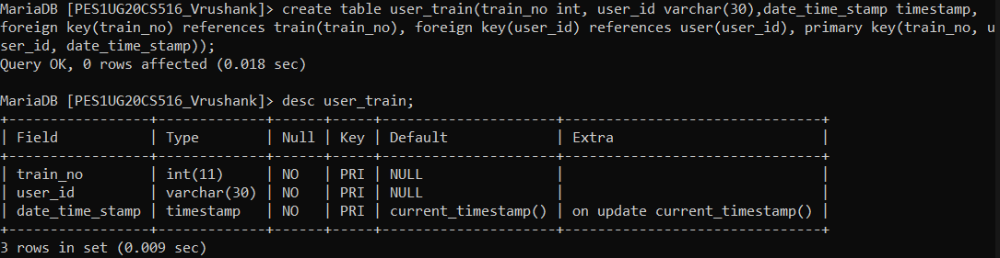 MariaDB [PES1UG20CS516_Vrushank]> create table user_train(train_no int, user_id varchar(30),date_time_stamp timestamp,
foreign key(train_no) references train(train_no), foreign key(user_id) references user(user_id), primary key(train_no, u
ser_id, date_time_stamp));
Query OK, 0 rows affected (0.018 sec)

MariaDB [PES1UG20CS516_Vrushank]> desc user_train;
+-----------------+-------------+------+-----+---------------------+-------------------------------+
| Field           | Type        | Null | Key | Default             | Extra                         |
+-----------------+-------------+------+-----+---------------------+-------------------------------+
| train_no        | int(11)     | NO   | PRI | NULL                |                               |
| user_id         | varchar(30) | NO   | PRI | NULL                |                               |
| date_time_stamp | timestamp   | NO   | PRI | current_timestamp() | on update current_timestamp() |
+-----------------+-------------+------+-----+---------------------+-------------------------------+
3 rows in set (0.009 sec)